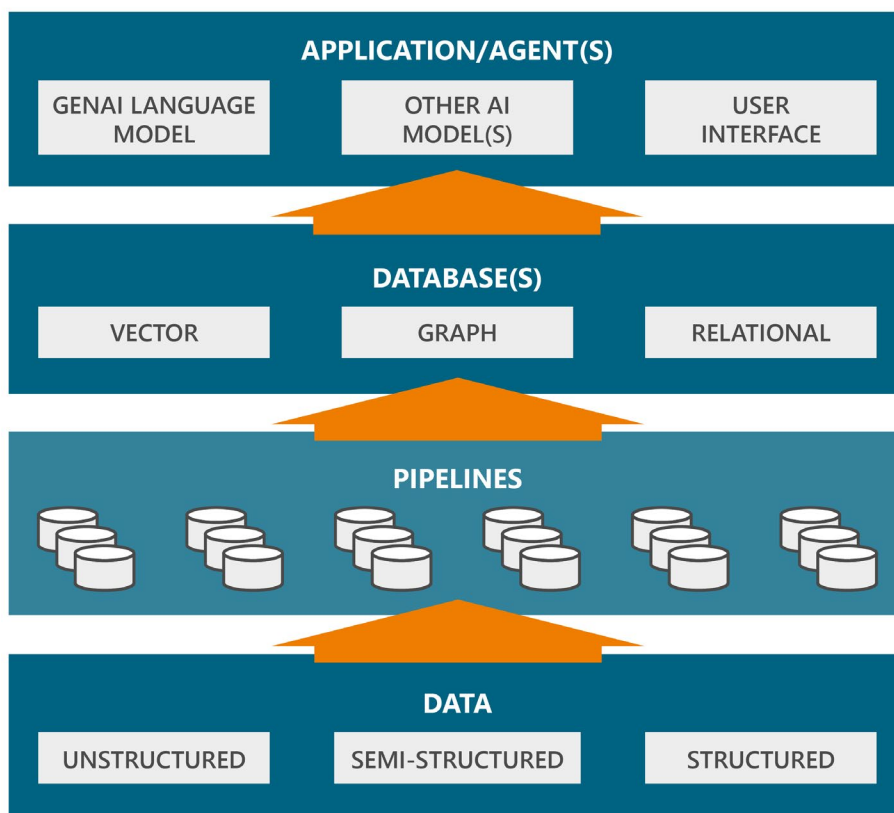 APPLICATION/AGENT(S)
GENAI LANGUAGE
MODEL
OTHER AI
MODEL(S)
USER
INTERFACE
DATABASE(S)
VECTOR
GRAPH
RELATIONAL
PIPELINES
DATA
UNSTRUCTURED
SEMI-STRUCTURED
STRUCTURED